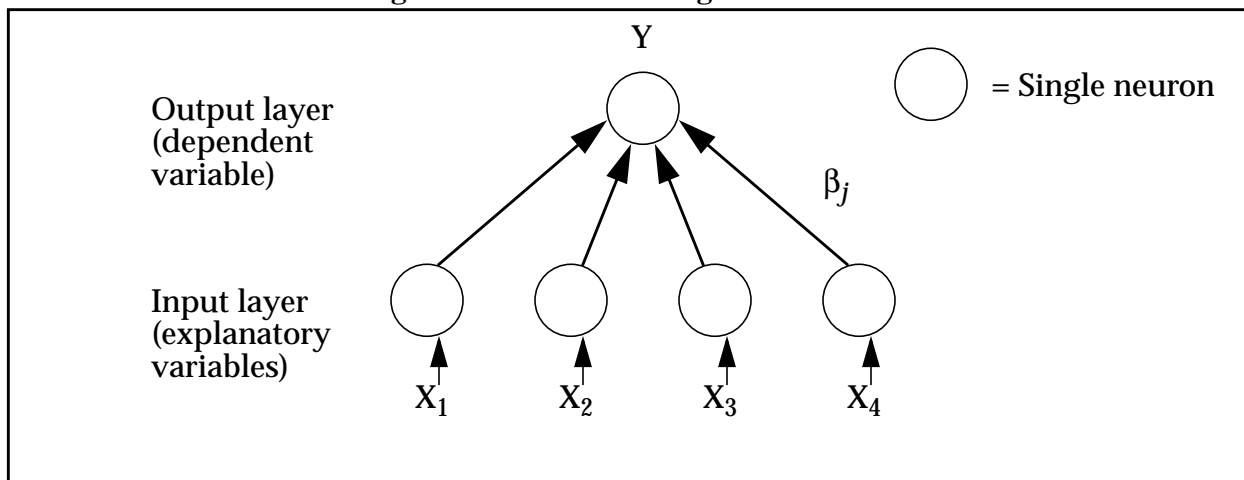 Y
= Single neuron
Output layer
(dependent
variable)
βj
Input layer
(explanatory
variables)
X1
X2
X3
X4